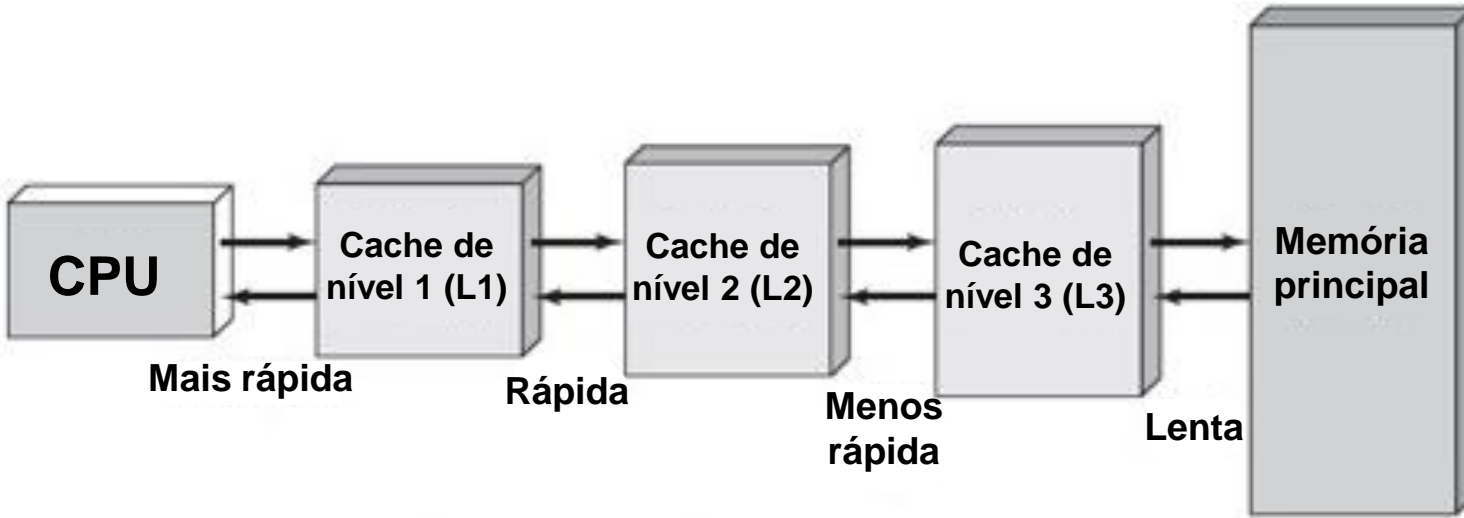 CPU
Cache de
nível 1 (L1)
Cache de
nível 2 (L2)
Cache de
nível 3 (L3)
Memória
principal
Mais rápida
Rápida
Menos
rápida
Lenta